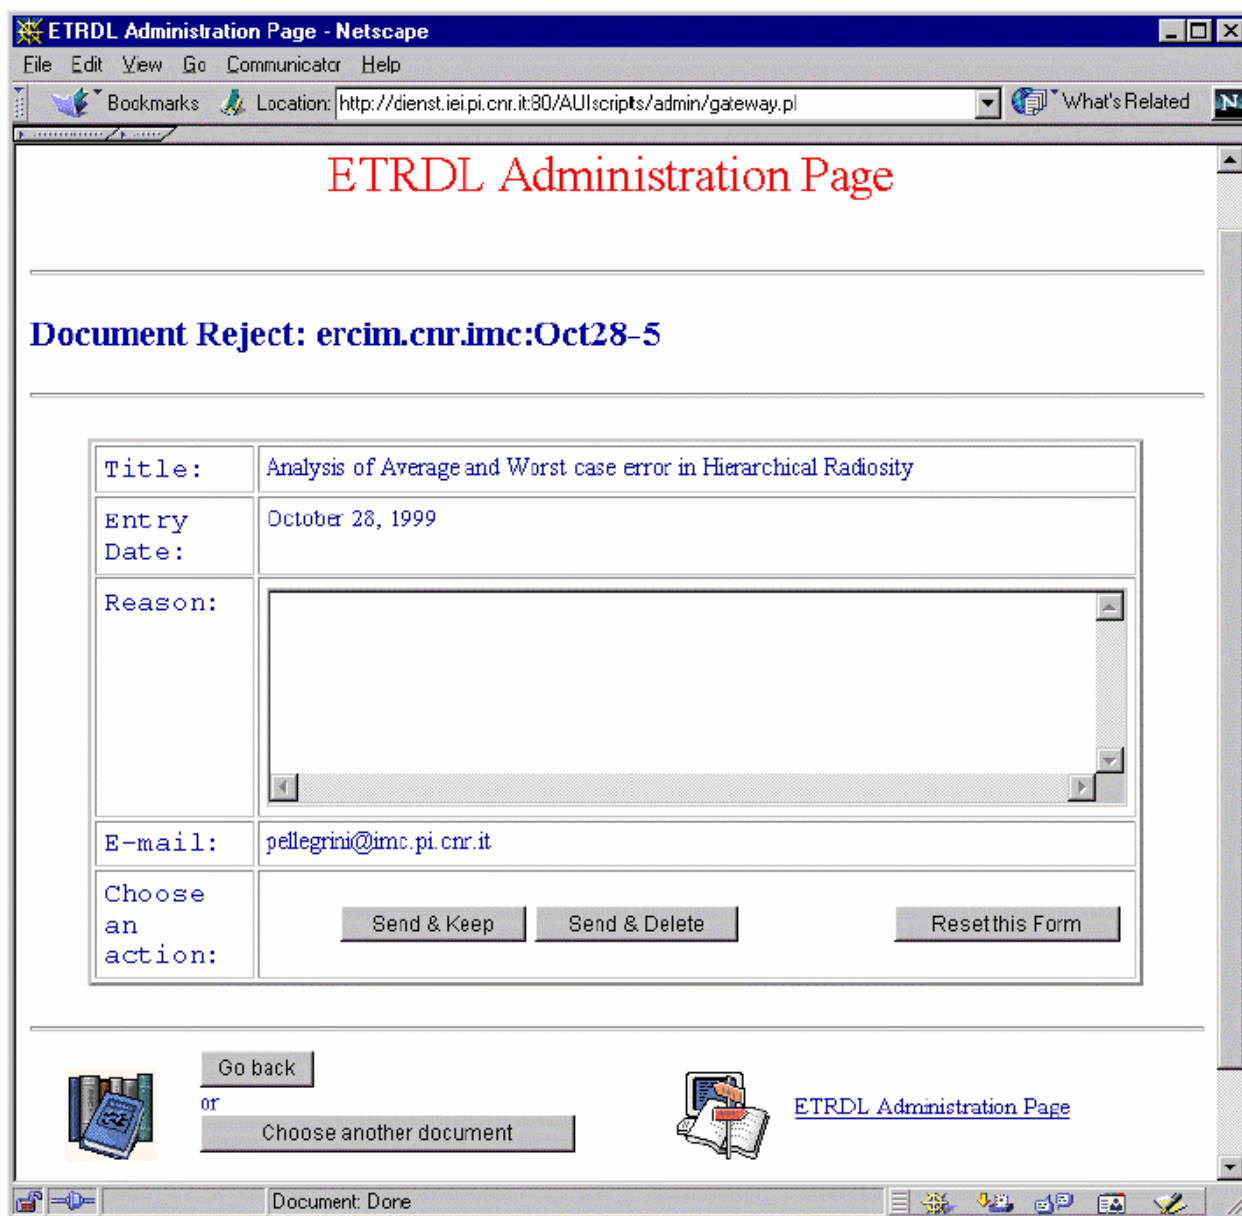 ETRDL Administration Page - Netscape
File Edit View Go Communicator Help
Bookmarks Location: http://dienst.iei.pi.cnr.it:80/AUIscripts/admin/gateway.pl What's Related N
ETRDL Administration Page
Document Reject: ercim.cnr.imc:Oct28-5
Title: Analysis of Average and Worst case error in Hierarchical Radiosity
Entry October 28, 1999
Date:
Reason:
E-mail: pellegrini@imc.pi.cnr.it
Choose
an Send & Keep Send & Delete Reset this Form
action:
Go back
or
Choose another document
ETRDL Administration Page
Document: Done